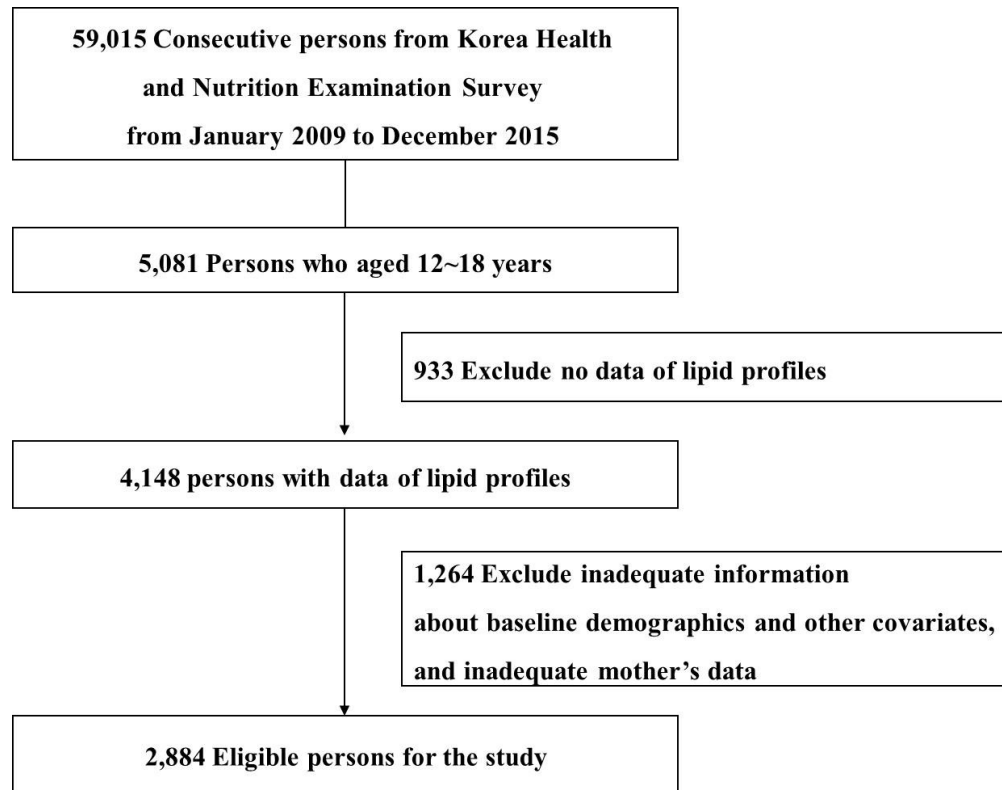 59,015 Consecutive persons from Korea Health
and Nutrition Examination Survey
from January 2009 to December 2015
5,081 Persons who aged 12~18 years
933 Exclude no data of lipid profiles
4,148 persons with data of lipid profiles
1,264 Exclude inadequate information
about baseline demographics and other covariates,
and inadequate mother’s data
2,884 Eligible persons for the study